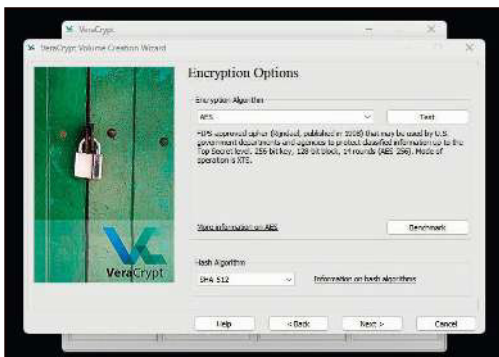 VeraCrypt
VeraCrypt Volume Creation Wizard
Encryption Options
Encryption Algorithm
AES
Test
FIPS-approved cipher (Rijndael, published in 1998) that may be used by U.S.
government departments and agencies to protect classified information up to the
Top Secret level. 256-bit key, 128-bit block, 14 rounds (AES-256). Mode of
operation is XTS.
More information on AES
Benchmark
VeraCrypt
Hash Algorithm
SHA-512
Information on hash algorithms
Help
< Back
Next >
Cancel